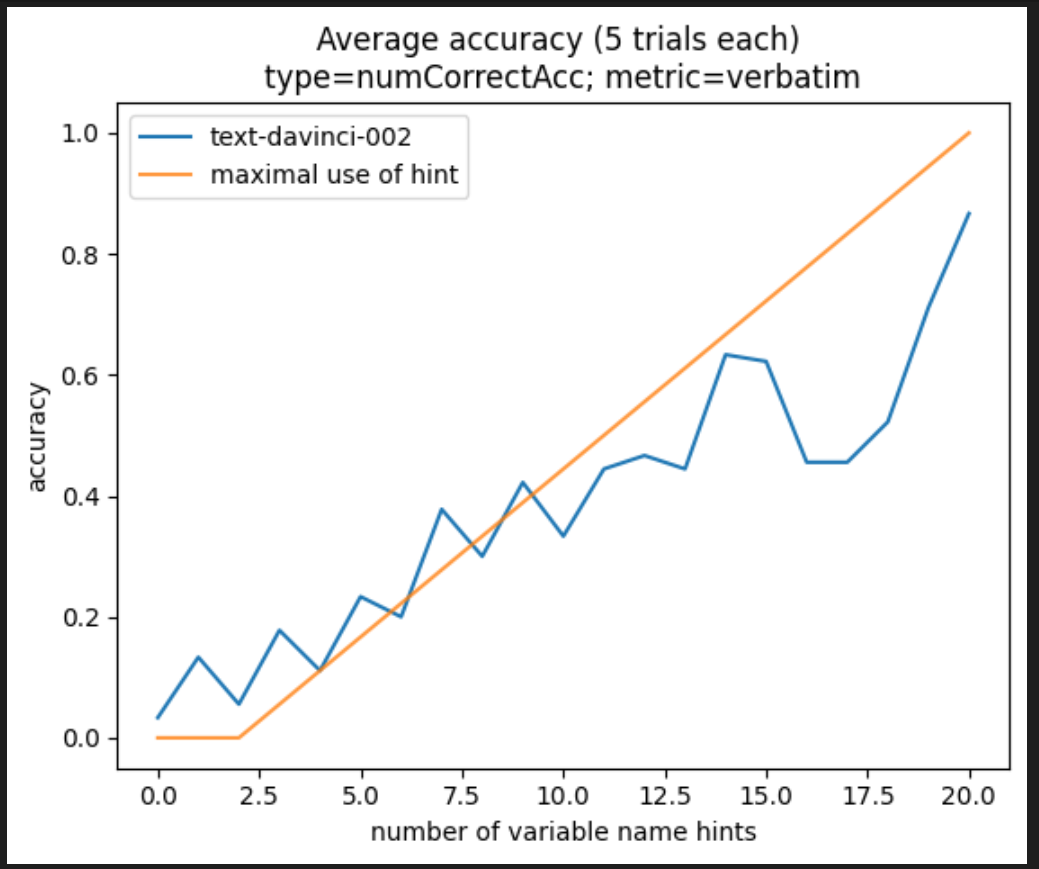 Average accuracy (5 trials each)
type=numCorrectAcc; metric=verbatim
text-davinci-002
maximal use of hint
1.0
0.8
0.6
0.4
0.2
0.0
accuracy
0.0 2.5 5.0 7.5 10.0 12.5 15.0 17.5 20.0
number of variable name hints